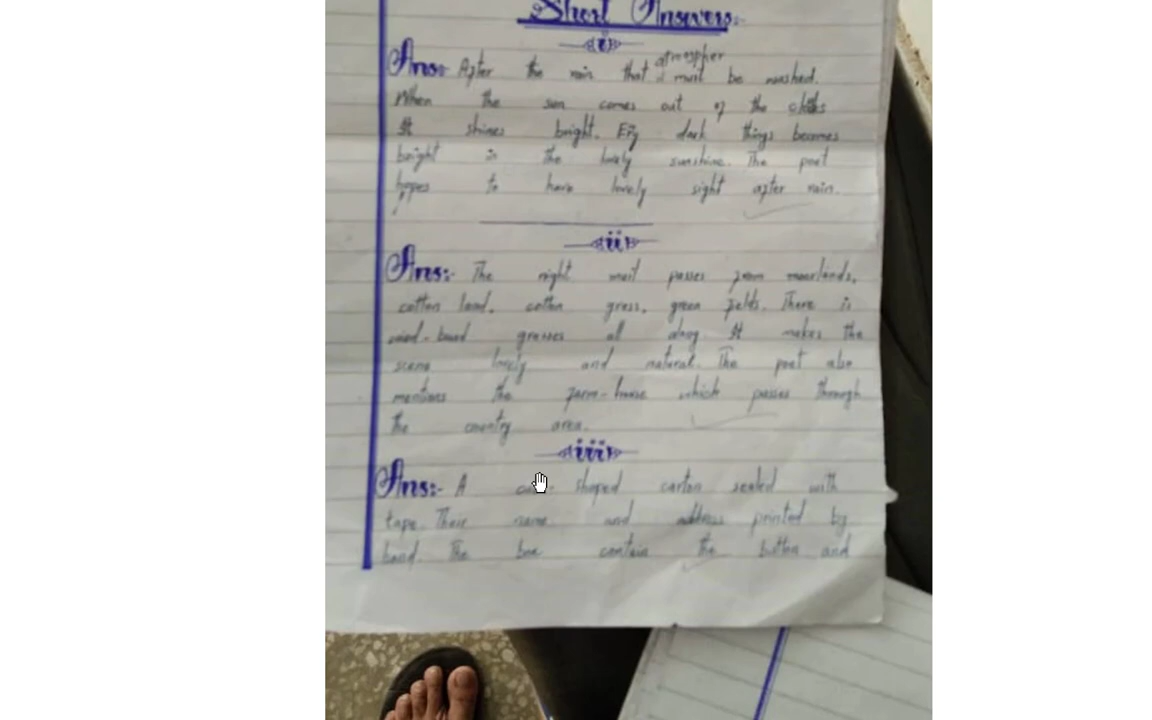 Short Answers:-
i
Ans:- After the rain that atmospher it must be washed.
When the sun comes out of the
It shines bright. dark things becomes
bright in the lovely sunshine. The poet
hopes to have lovely sight after rain.
ii
Ans:- The night mail passes from moorlands,
cotton land, cotton grass, green fields. There is
grasses all along. It makes the
scene lovely and natural. The poet also
mentions the farm-house which passes through
the country area.
iii
Ans:- A shaped carton sealed with
tape. Their name and address printed by
hand. The box contain the button and